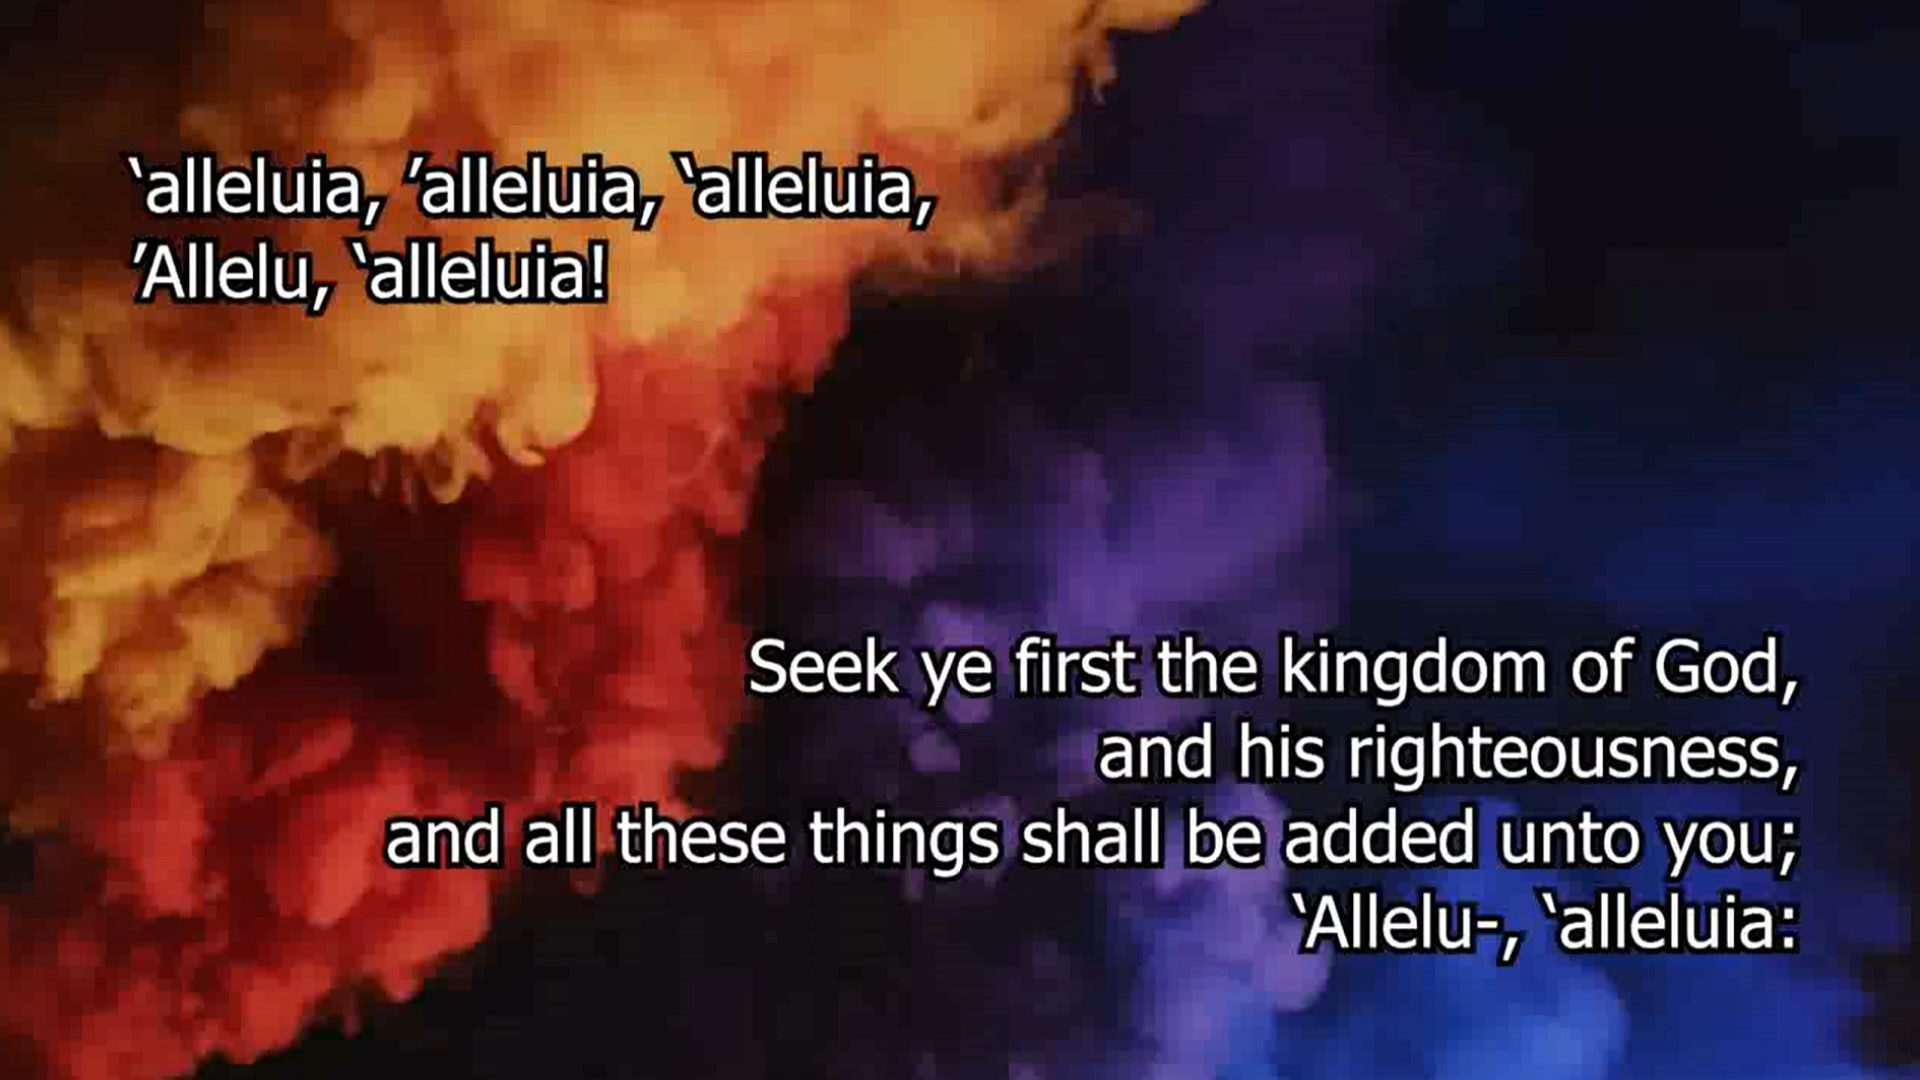 ‘alleluia, ’alleluia, ‘alleluia,
’Allelu, ‘alleluia!
Seek ye first the kingdom of God,
and his righteousness,
and all these things shall be added unto you;
‘Allelu-, ‘alleluia: